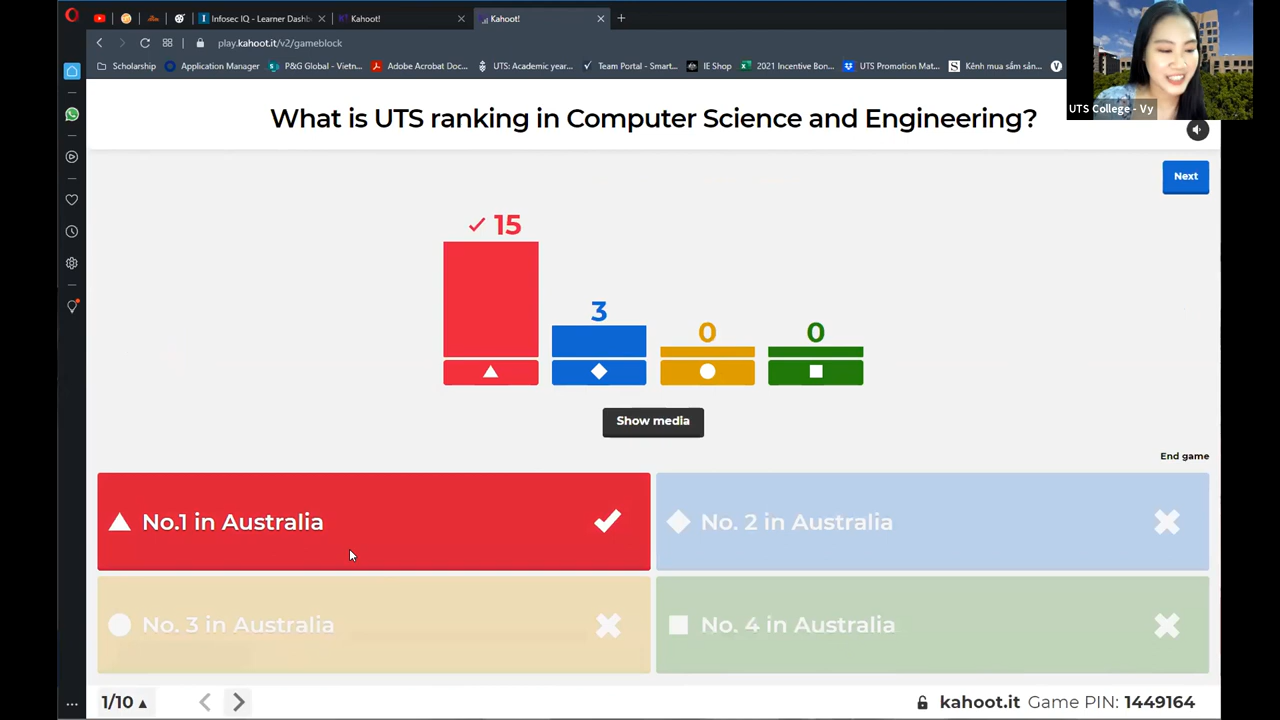 Infosec IQ - Learner Dashb
Kahoot!
Kahoot!
play.kahoot.it/v2/gameblock
Scholarship
Application Manager
P&G Global - Vietn...
Adobe Acrobat Doc...
UTS: Academic year...
Team Portal - Smart...
IE Shop
2021 Incentive Bon...
UTS Promotion Mat...
Kênh mua sắm sản...
UTS College - Vy
What is UTS ranking in Computer Science and Engineering?
Next
15
3
0
0
Show media
End game
No.1 in Australia
No. 2 in Australia
No. 3 in Australia
No. 4 in Australia
1/10
kahoot.it Game PIN: 1449164